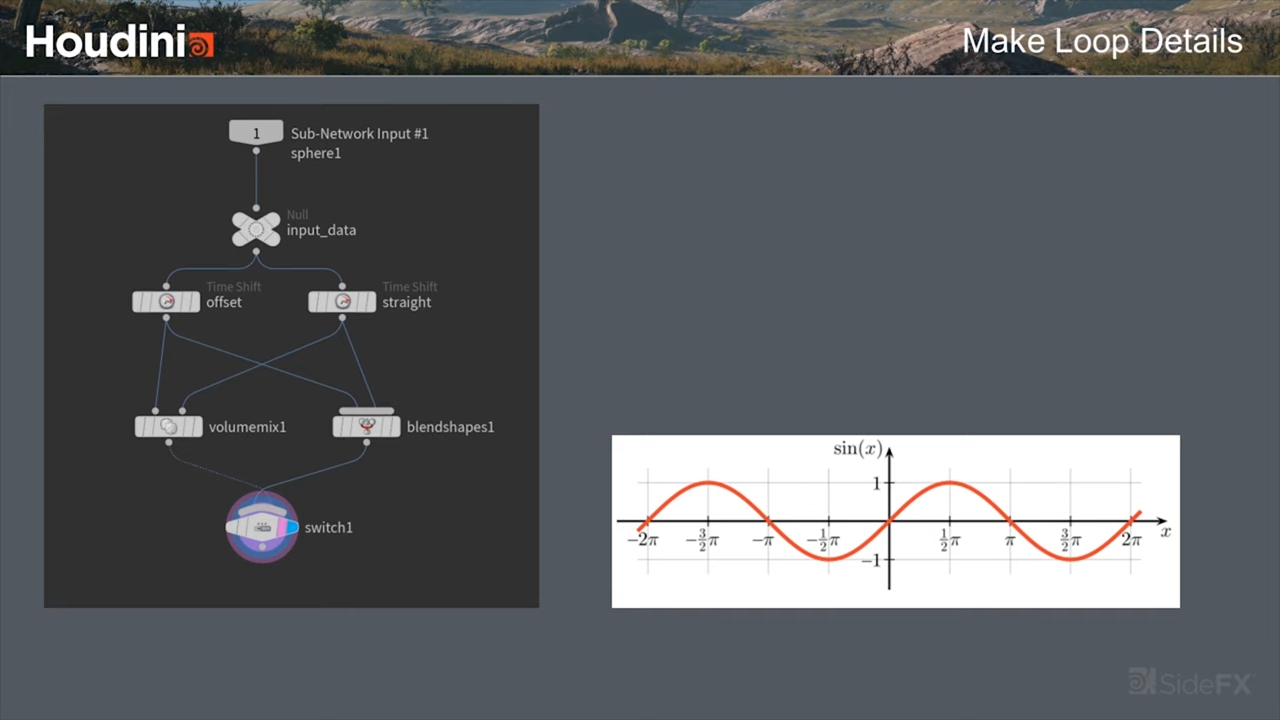 Houdini
Make Loop Details
1
Sub-Network Input #1
sphere1
Null
input_data
Time Shift
offset
Time Shift
straight
volumemix1
blendshapes1
switch1
sin(x)
1
−2π
−3/2π
−π
−1/2π
1/2π
π
3/2π
2π
x
−1
SideFX